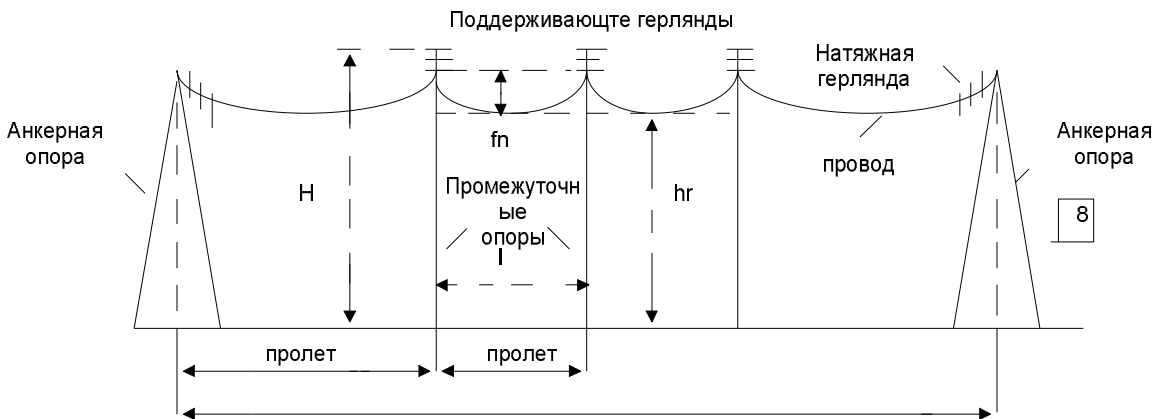 Поддерживающте герлянды
Натяжная
герлянда
Анкерная
опора
Анкерная
опора
fn
провод
H
Промежуточн
ые
опоры
hr
8
l
пролет
пролет